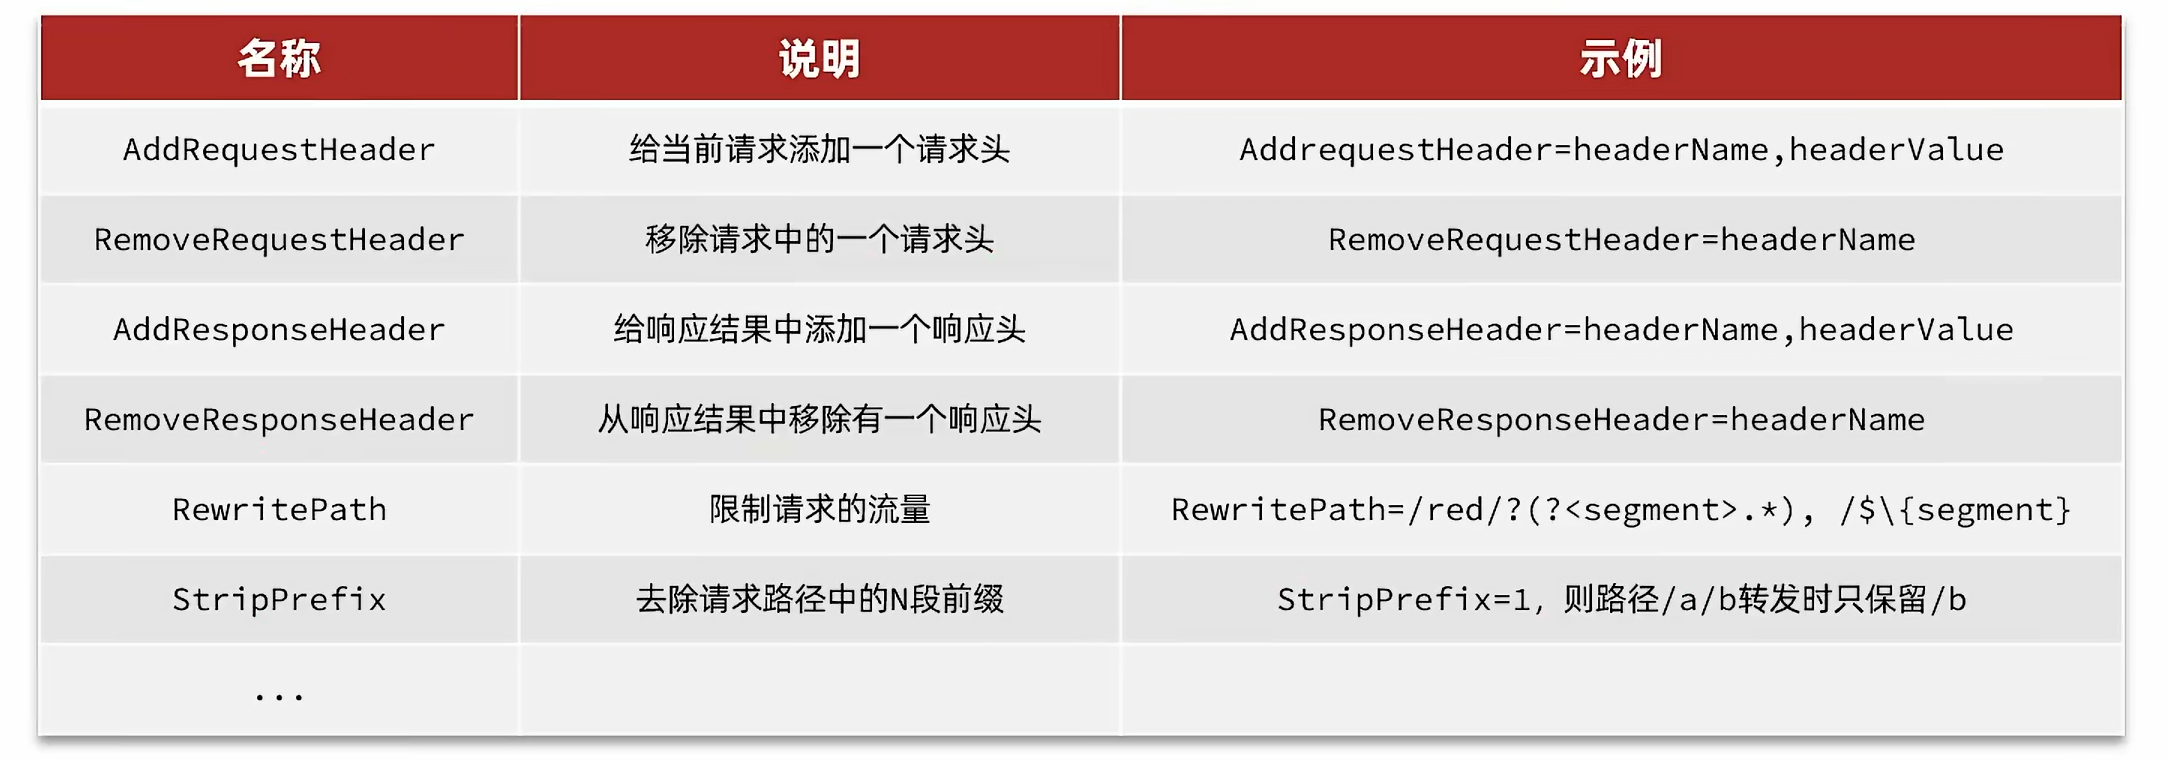 名称 说明 示例
AddRequestHeader 给当前请求添加一个请求头 AddrequestHeader=headerName,headerValue
RemoveRequestHeader 移除请求中的一个请求头 RemoveRequestHeader=headerName
AddResponseHeader 给响应结果中添加一个响应头 AddResponseHeader=headerName,headerValue
RemoveResponseHeader 从响应结果中移除有一个响应头 RemoveResponseHeader=headerName
RewritePath 限制请求的流量 RewritePath=/red/?(?<segment>.*), /$\{segment}
StripPrefix 去除请求路径中的N段前缀 StripPrefix=1, 则路径/a/b转发时只保留/b
...